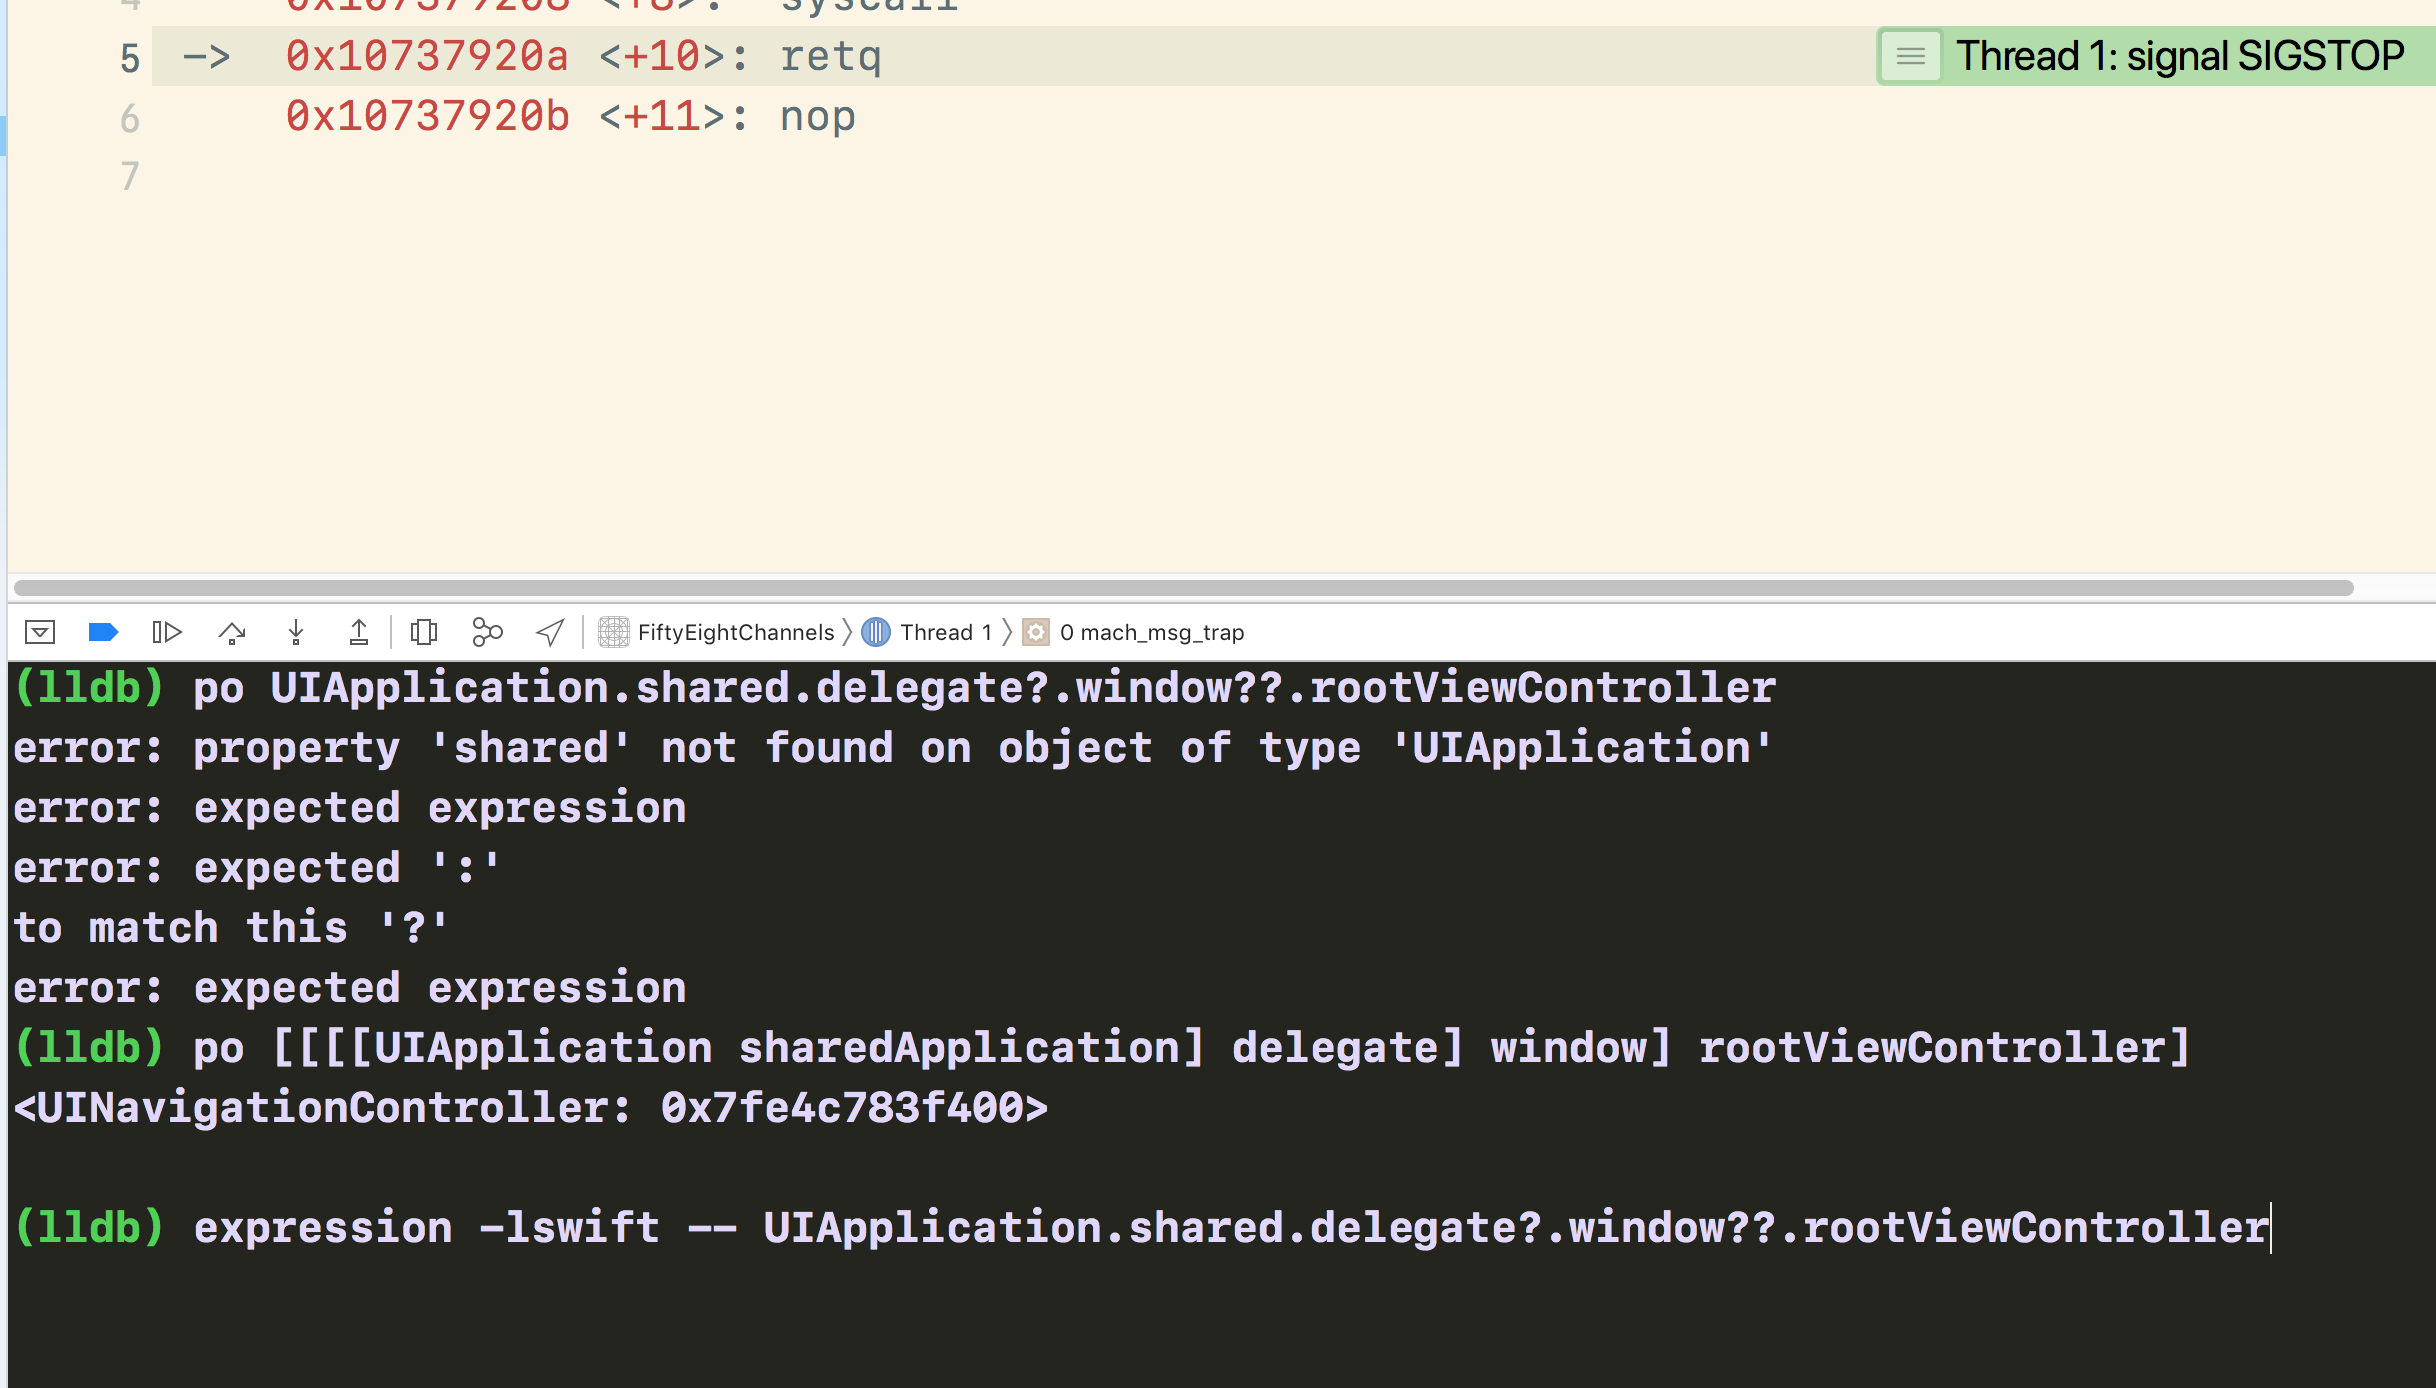 4 0x107379208 <+8>: syscall
5 -> 0x10737920a <+10>: retq Thread 1: signal SIGSTOP
6 0x10737920b <+11>: nop
7
FiftyEightChannels 〉 Thread 1 〉 0 mach_msg_trap
(lldb) po UIApplication.shared.delegate?.window??.rootViewController
error: property 'shared' not found on object of type 'UIApplication'
error: expected expression
error: expected ':'
to match this '?'
error: expected expression
(lldb) po [[[[UIApplication sharedApplication] delegate] window] rootViewController]
<UINavigationController: 0x7fe4c783f400>
(lldb) expression -lswift -- UIApplication.shared.delegate?.window??.rootViewController